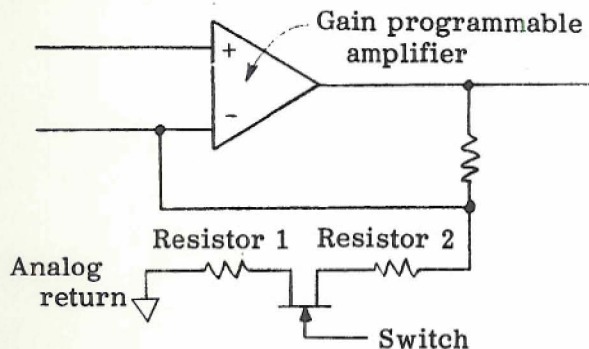 Gain programmable
amplifier
+
-
Resistor 1 Resistor 2
Analog
return
Switch